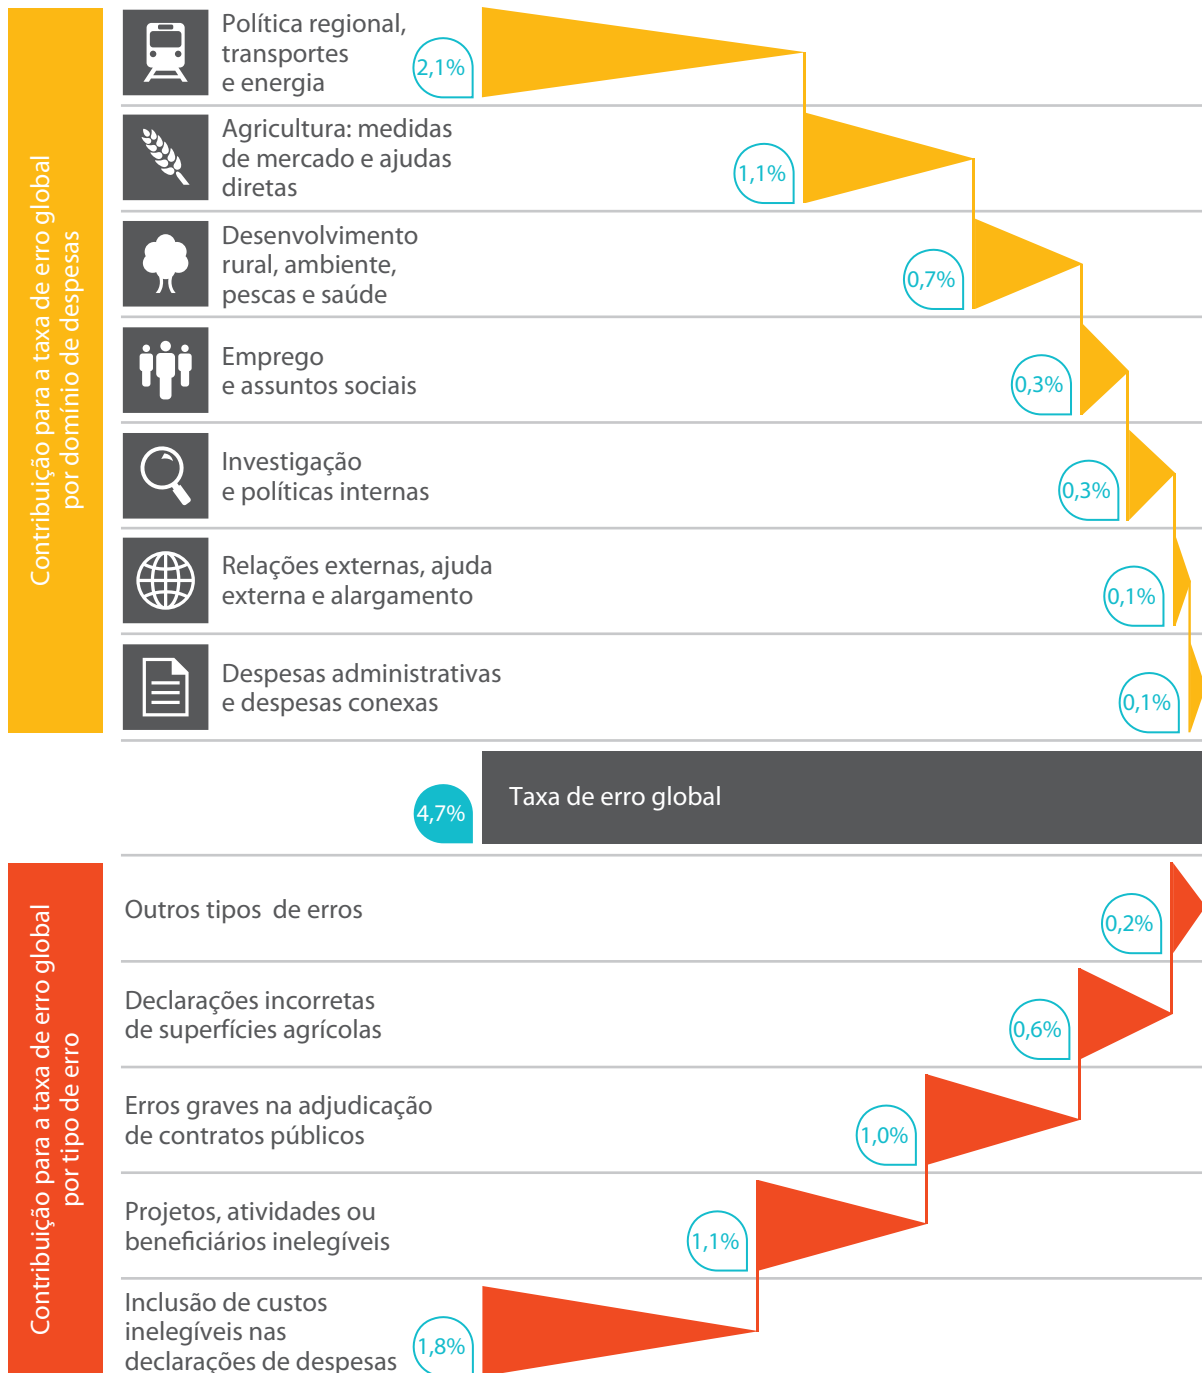 Contribuição para a taxa de erro global
por domínio de despesas
Política regional,
transportes
e energia
2,1%
Agricultura: medidas
de mercado e ajudas
diretas
1,1%
Desenvolvimento
rural, ambiente,
pescas e saúde
0,7%
Emprego
e assuntos sociais
0,3%
Investigação
e políticas internas
0,3%
Relações externas, ajuda
externa e alargamento
0,1%
Despesas administrativas
e despesas conexas
0,1%
4,7%
Taxa de erro global
Contribuição para a taxa de erro global
por tipo de erro
Outros tipos de erros
0,2%
Declarações incorretas
de superfícies agrícolas
0,6%
Erros graves na adjudicação
de contratos públicos
1,0%
Projetos, atividades ou
beneficiários inelegíveis
1,1%
Inclusão de custos
inelegíveis nas
declarações de despesas
1,8%